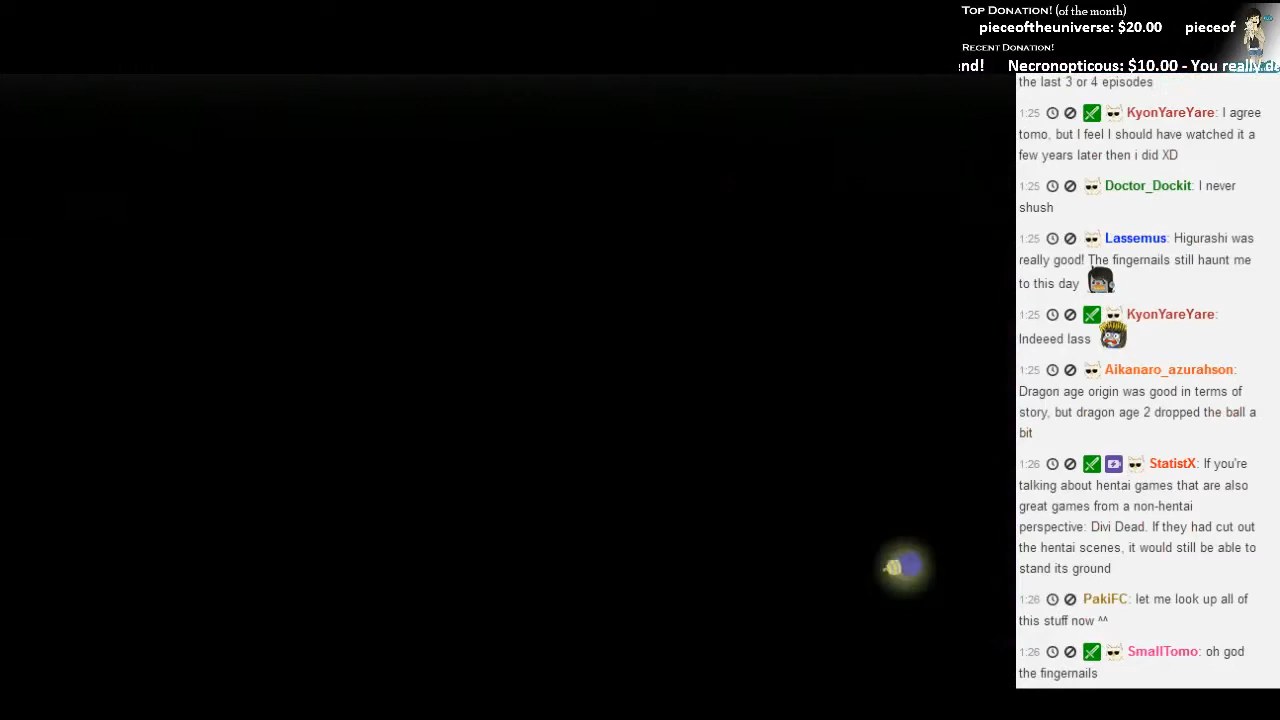 TOP DONATION! (of the month)
pieceoftheuniverse: $20.00 pieceof
RECENT DONATION!
nd! Necronopticous: $10.00 - You really de
the last 3 or 4 episodes
1:25 KyonYareYare: I agree
tomo, but I feel I should have watched it a
few years later then i did XD
1:25 Doctor_Dockit: I never
shush
1:25 Lassemus: Higurashi was
really good! The fingernails still haunt me
to this day
1:25 KyonYareYare:
Indeeed lass
1:25 Aikanaro_azurahson:
Dragon age origin was good in terms of
story, but dragon age 2 dropped the ball a
bit
1:26 StatistX: If you're
talking about hentai games that are also
great games from a non-hentai
perspective: Divi Dead. If they had cut out
the hentai scenes, it would still be able to
stand its ground
1:26 PakiFC: let me look up all of
this stuff now ^^
1:26 SmallTomo: oh god
the fingernails